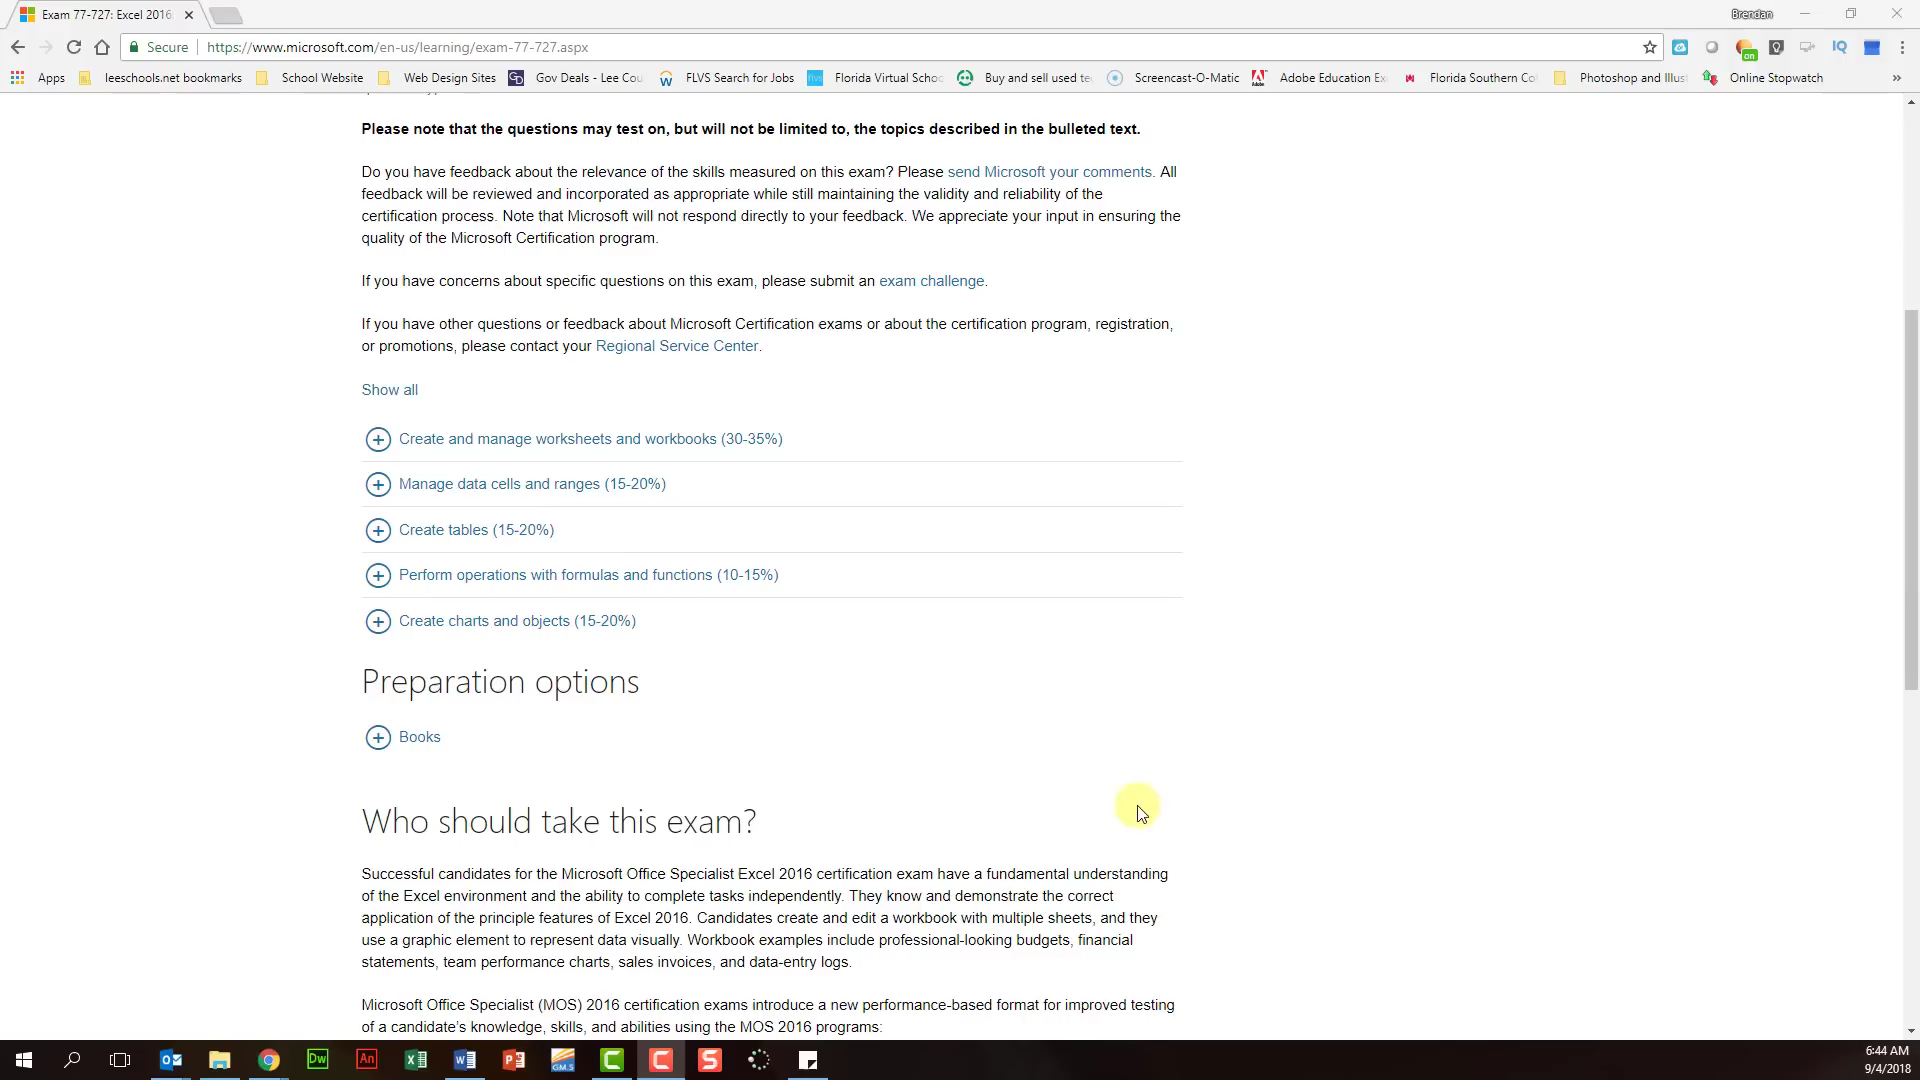 Exam 77-727: Excel 2016
Brendan
Secure https://www.microsoft.com/en-us/learning/exam-77-727.aspx
Apps leeschools.net bookmarks School Website Web Design Sites Gov Deals - Lee Cou FLVS Search for Jobs Florida Virtual Schoo Buy and sell used te Screencast-O-Matic Adobe Education Ex Florida Southern Co Photoshop and Illust Online Stopwatch »
Please note that the questions may test on, but will not be limited to, the topics described in the bulleted text.
Do you have feedback about the relevance of the skills measured on this exam? Please send Microsoft your comments. All
feedback will be reviewed and incorporated as appropriate while still maintaining the validity and reliability of the
certification process. Note that Microsoft will not respond directly to your feedback. We appreciate your input in ensuring the
quality of the Microsoft Certification program.
If you have concerns about specific questions on this exam, please submit an exam challenge.
If you have other questions or feedback about Microsoft Certification exams or about the certification program, registration,
or promotions, please contact your Regional Service Center.
Show all
Create and manage worksheets and workbooks (30-35%)
Manage data cells and ranges (15-20%)
Create tables (15-20%)
Perform operations with formulas and functions (10-15%)
Create charts and objects (15-20%)
Preparation options
Books
Who should take this exam?
Successful candidates for the Microsoft Office Specialist Excel 2016 certification exam have a fundamental understanding
of the Excel environment and the ability to complete tasks independently. They know and demonstrate the correct
application of the principle features of Excel 2016. Candidates create and edit a workbook with multiple sheets, and they
use a graphic element to represent data visually. Workbook examples include professional-looking budgets, financial
statements, team performance charts, sales invoices, and data-entry logs.
Microsoft Office Specialist (MOS) 2016 certification exams introduce a new performance-based format for improved testing
of a candidate’s knowledge, skills, and abilities using the MOS 2016 programs:
6:44 AM
9/4/2018